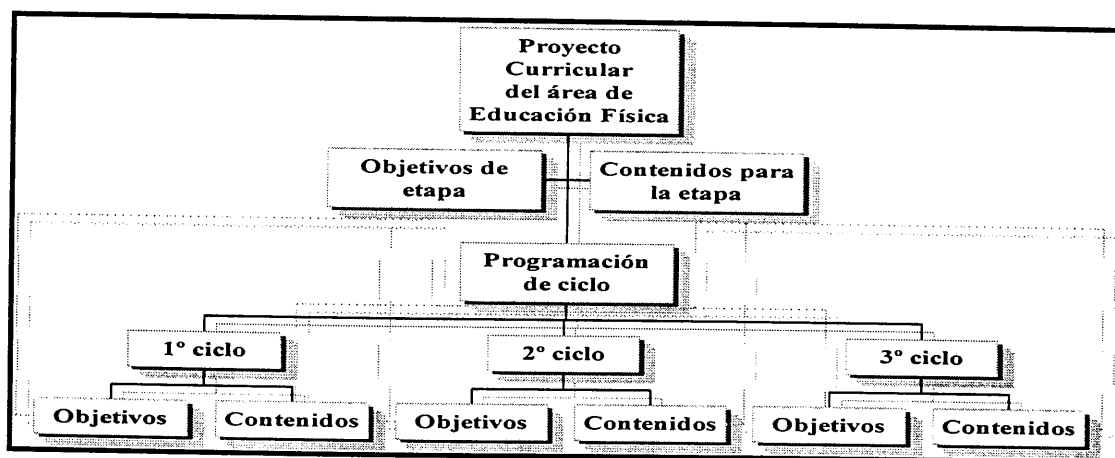 Proyecto
Curricular
del área de
Educación Física
Objetivos de
etapa
Contenidos para
la etapa
Programación
de ciclo
1º ciclo
2º ciclo
3º ciclo
Objetivos
Contenidos
Objetivos
Contenidos
Objetivos
Contenidos